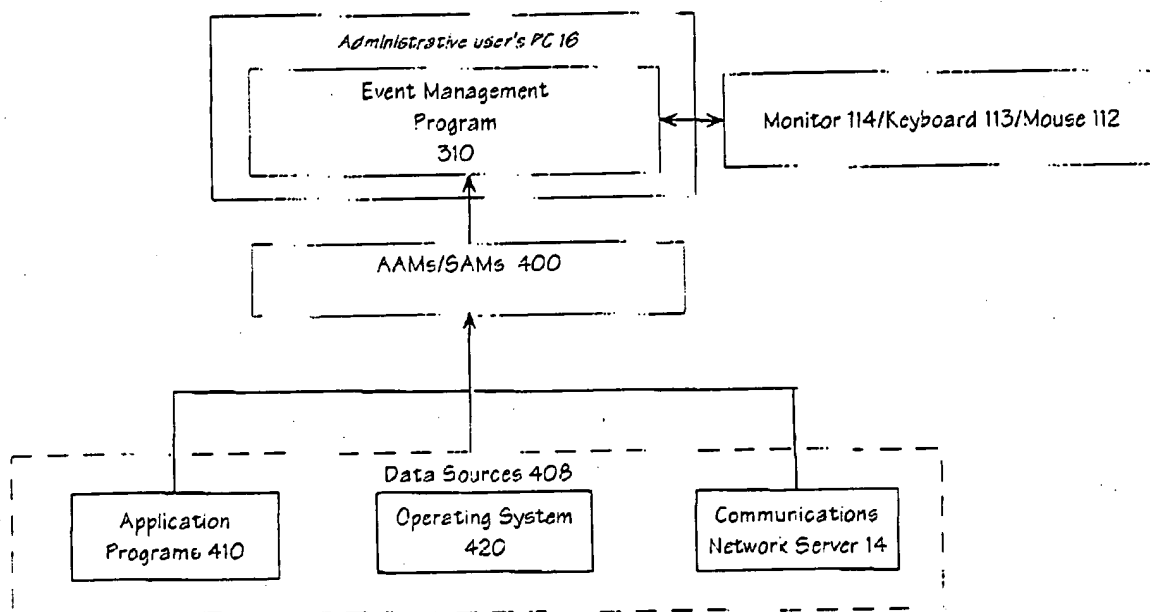 Administrative user's PC 16
Event Management
Program
310
Monitor 114/Keyboard 113/Mouse 112
AAMs/SAMs 400
Data Sources 408
Application
Programs 410
Operating System
420
Communications
Network Server 14